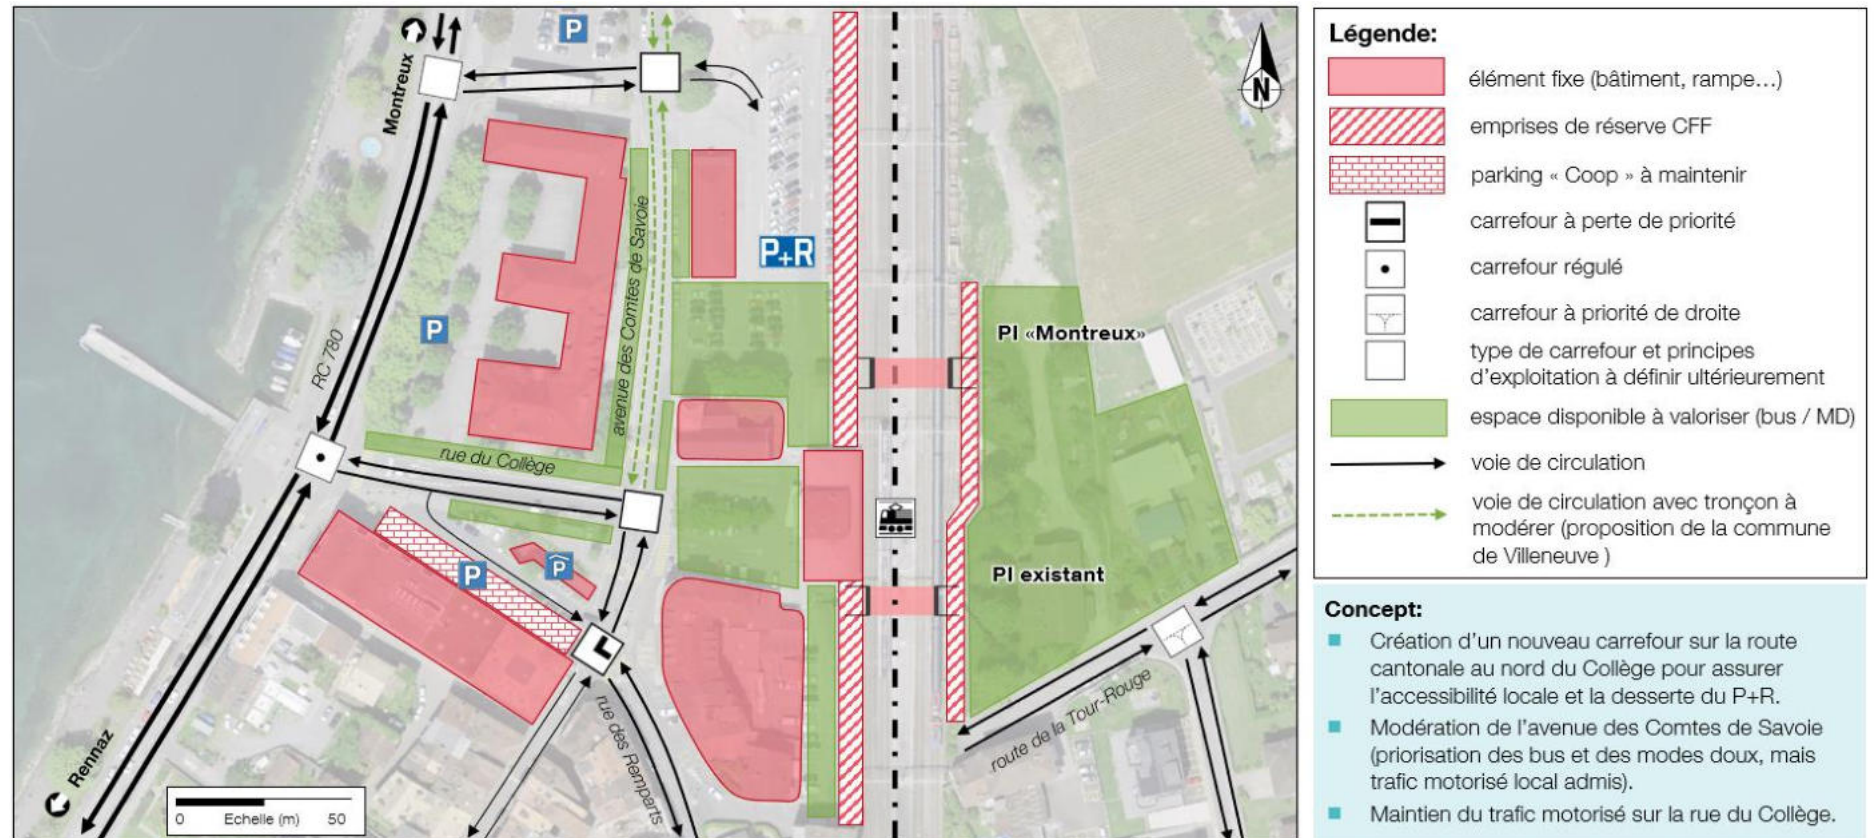 Montreux
P
N
P+R
avenue des Comtes de Savoie
P
RC 780
PI «Montreux»
rue du Collège
P
P
PI existant
route de la Tour-Rouge
rue des Remparts
Rennaz
0 Echelle (m) 50
Légende:
élément fixe (bâtiment, rampe...)
emprises de réserve CFF
parking « Coop » à maintenir
carrefour à perte de priorité
carrefour régulé
carrefour à priorité de droite
type de carrefour et principes
d'exploitation à définir ultérieurement
espace disponible à valoriser (bus / MD)
voie de circulation
voie de circulation avec tronçon à
modérer (proposition de la commune
de Villeneuve )
Concept:
Création d'un nouveau carrefour sur la route
cantonale au nord du Collège pour assurer
l'accessibilité locale et la desserte du P+R.
Modération de l'avenue des Comtes de Savoie
(priorisation des bus et des modes doux, mais
trafic motorisé local admis).
Maintien du trafic motorisé sur la rue du Collège.